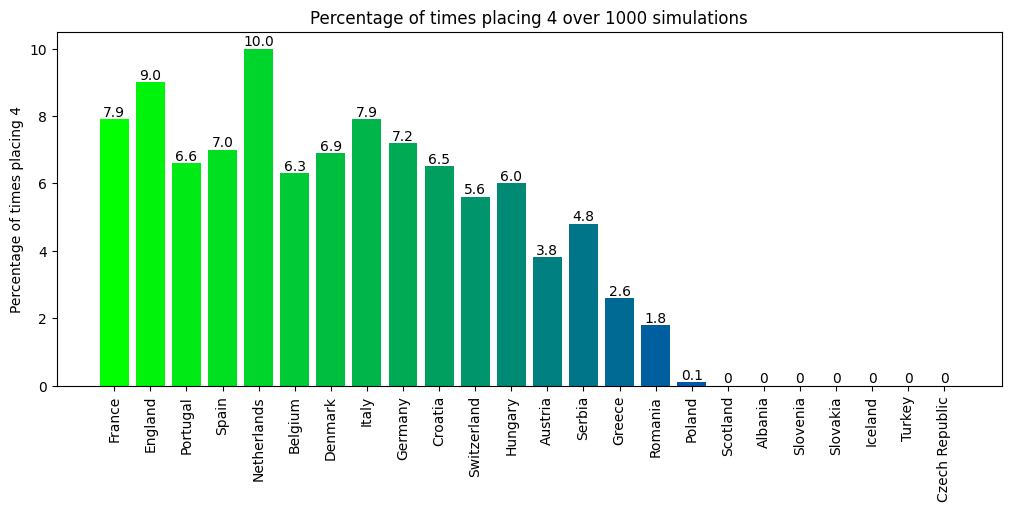 Percentage of times placing 4 over 1000 simulations
Percentage of times placing 4
10
8
6
4
2
0
7.9
9.0
6.6
7.0
10.0
6.3
6.9
7.9
7.2
6.5
5.6
6.0
3.8
4.8
2.6
1.8
0.1
0
0
0
0
0
0
0
France
England
Portugal
Spain
Netherlands
Belgium
Denmark
Italy
Germany
Croatia
Switzerland
Hungary
Austria
Serbia
Greece
Romania
Poland
Scotland
Albania
Slovenia
Slovakia
Iceland
Turkey
Czech Republic